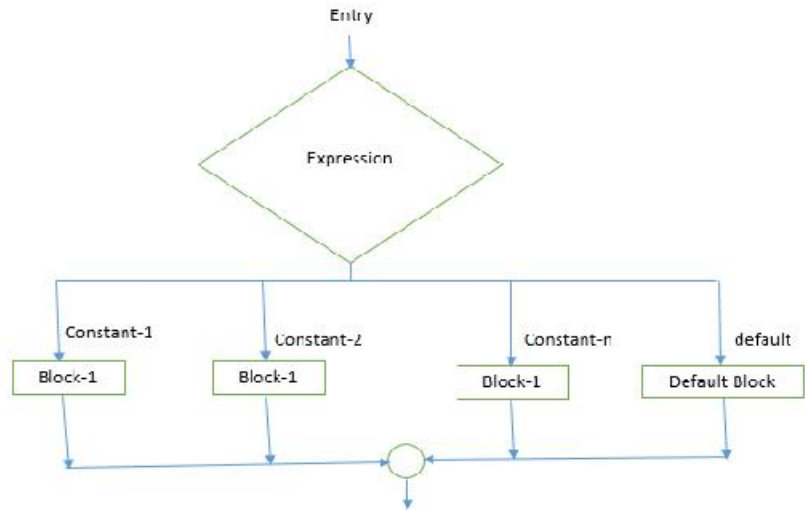 Entry
Expression
Constant-1
Constant-2
Constant-n
default
Block-1
Block-1
Block-1
Default Block